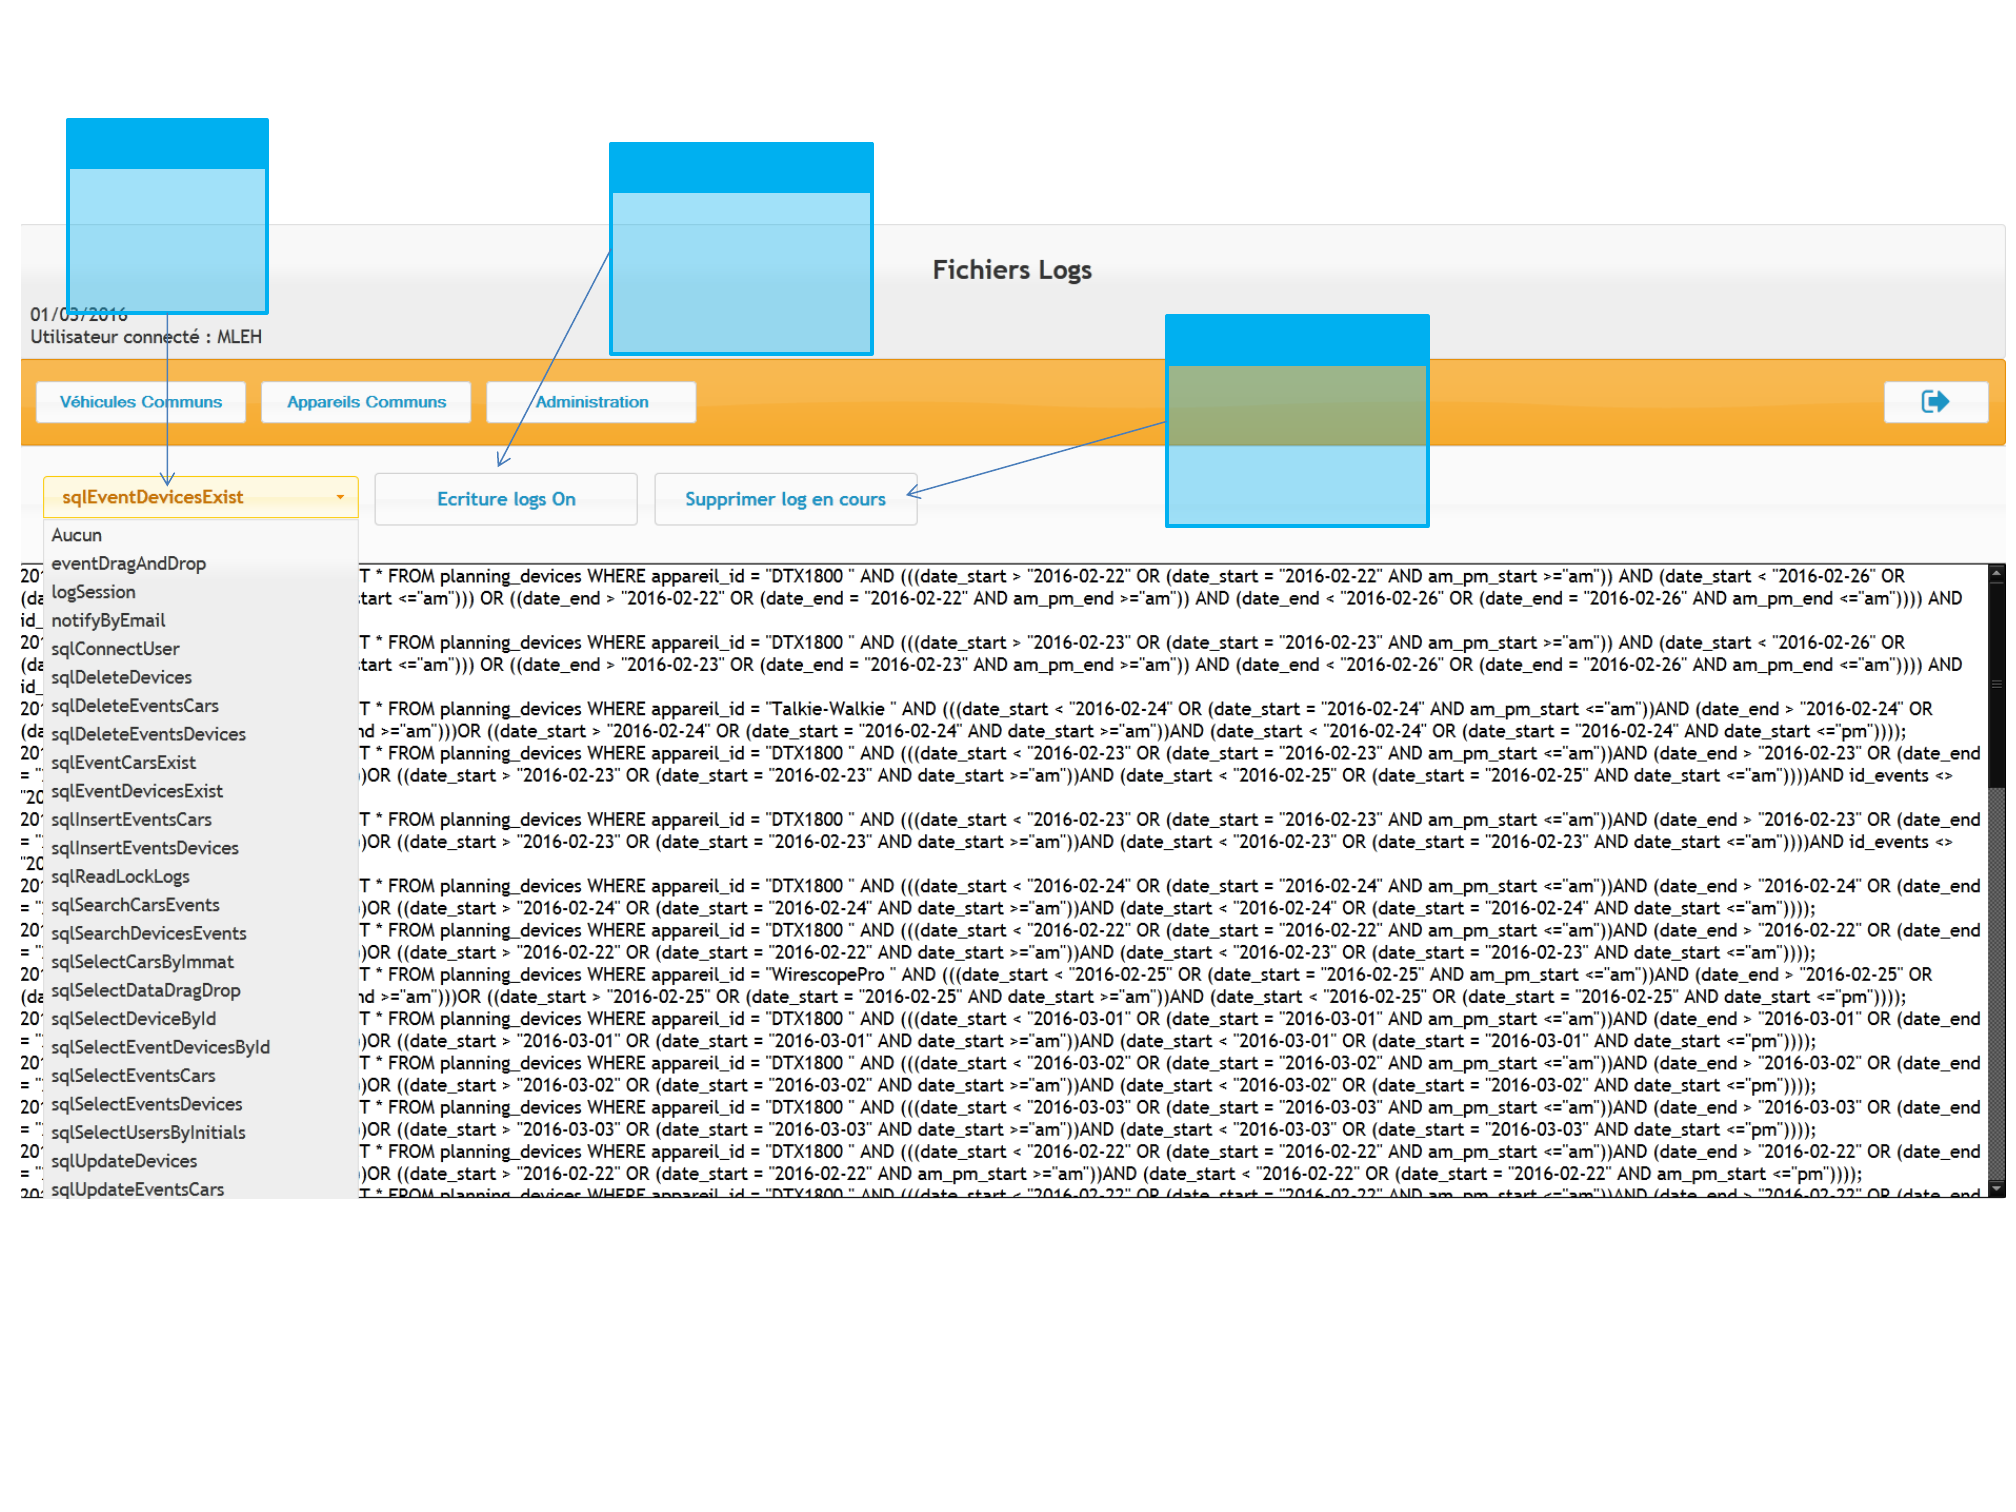 Fichiers Logs
01/03/2016
Utilisateur connecté : MLEH
Véhicules Communs
Appareils Communs
Administration
sqlEventDevicesExist
Ecriture logs On
Supprimer log en cours
Aucun
eventDragAndDrop
logSession
notifyByEmail
sqlConnectUser
sqlDeleteDevices
sqlDeleteEventsCars
sqlDeleteEventsDevices
sqlEventCarsExist
sqlEventDevicesExist
sqlInsertEventsCars
sqlInsertEventsDevices
sqlReadLockLogs
sqlSearchCarsEvents
sqlSearchDevicesEvents
sqlSelectCarsByImmat
sqlSelectDataDragDrop
sqlSelectDeviceById
sqlSelectEventDevicesById
sqlSelectEventsCars
sqlSelectEventsDevices
sqlSelectUsersByInitials
sqlUpdateDevices
sqlUpdateEventsCars
T * FROM planning_devices WHERE appareil_id = "DTX1800 " AND (((date_start > "2016-02-22" OR (date_start = "2016-02-22" AND am_pm_start >="am")) AND (date_start < "2016-02-26" OR
(da tart <="am"))) OR ((date_end > "2016-02-22" OR (date_end = "2016-02-22" AND am_pm_end >="am")) AND (date_end < "2016-02-26" OR (date_end = "2016-02-26" AND am_pm_end <="am")))) AND
id_
T * FROM planning_devices WHERE appareil_id = "DTX1800 " AND (((date_start > "2016-02-23" OR (date_start = "2016-02-23" AND am_pm_start >="am")) AND (date_start < "2016-02-26" OR
(da tart <="am"))) OR ((date_end > "2016-02-23" OR (date_end = "2016-02-23" AND am_pm_end >="am")) AND (date_end < "2016-02-26" OR (date_end = "2016-02-26" AND am_pm_end <="am")))) AND
id_
T * FROM planning_devices WHERE appareil_id = "Talkie-Walkie " AND (((date_start < "2016-02-24" OR (date_start = "2016-02-24" AND am_pm_start <="am"))AND (date_end > "2016-02-24" OR
(da nd >="am")))OR ((date_start > "2016-02-24" OR (date_start = "2016-02-24" AND date_start >="am"))AND (date_start < "2016-02-24" OR (date_start = "2016-02-24" AND date_start <="pm"))));
T * FROM planning_devices WHERE appareil_id = "DTX1800 " AND (((date_start < "2016-02-23" OR (date_start = "2016-02-23" AND am_pm_start <="am"))AND (date_end > "2016-02-23" OR (date_end
= " )OR ((date_start > "2016-02-23" OR (date_start = "2016-02-23" AND date_start >="am"))AND (date_start < "2016-02-25" OR (date_start = "2016-02-25" AND date_start <="am"))))AND id_events <>
"20
T * FROM planning_devices WHERE appareil_id = "DTX1800 " AND (((date_start < "2016-02-23" OR (date_start = "2016-02-23" AND am_pm_start <="am"))AND (date_end > "2016-02-23" OR (date_end
= " )OR ((date_start > "2016-02-23" OR (date_start = "2016-02-23" AND date_start >="am"))AND (date_start < "2016-02-23" OR (date_start = "2016-02-23" AND date_start <="am"))))AND id_events <>
"20
T * FROM planning_devices WHERE appareil_id = "DTX1800 " AND (((date_start < "2016-02-24" OR (date_start = "2016-02-24" AND am_pm_start <="am"))AND (date_end > "2016-02-24" OR (date_end
= " )OR ((date_start > "2016-02-24" OR (date_start = "2016-02-24" AND date_start >="am"))AND (date_start < "2016-02-24" OR (date_start = "2016-02-24" AND date_start <="am"))));
T * FROM planning_devices WHERE appareil_id = "DTX1800 " AND (((date_start < "2016-02-22" OR (date_start = "2016-02-22" AND am_pm_start <="am"))AND (date_end > "2016-02-22" OR (date_end
= " )OR ((date_start > "2016-02-22" OR (date_start = "2016-02-22" AND date_start >="am"))AND (date_start < "2016-02-23" OR (date_start = "2016-02-23" AND date_start <="am"))));
T * FROM planning_devices WHERE appareil_id = "WirescopePro " AND (((date_start < "2016-02-25" OR (date_start = "2016-02-25" AND am_pm_start <="am"))AND (date_end > "2016-02-25" OR
(da nd >="am")))OR ((date_start > "2016-02-25" OR (date_start = "2016-02-25" AND date_start >="am"))AND (date_start < "2016-02-25" OR (date_start = "2016-02-25" AND date_start <="pm"))));
T * FROM planning_devices WHERE appareil_id = "DTX1800 " AND (((date_start < "2016-03-01" OR (date_start = "2016-03-01" AND am_pm_start <="am"))AND (date_end > "2016-03-01" OR (date_end
= " )OR ((date_start > "2016-03-01" OR (date_start = "2016-03-01" AND date_start >="am"))AND (date_start < "2016-03-01" OR (date_start = "2016-03-01" AND date_start <="pm"))));
T * FROM planning_devices WHERE appareil_id = "DTX1800 " AND (((date_start < "2016-03-02" OR (date_start = "2016-03-02" AND am_pm_start <="am"))AND (date_end > "2016-03-02" OR (date_end
= " )OR ((date_start > "2016-03-02" OR (date_start = "2016-03-02" AND date_start >="am"))AND (date_start < "2016-03-02" OR (date_start = "2016-03-02" AND date_start <="pm"))));
T * FROM planning_devices WHERE appareil_id = "DTX1800 " AND (((date_start < "2016-03-03" OR (date_start = "2016-03-03" AND am_pm_start <="am"))AND (date_end > "2016-03-03" OR (date_end
= " )OR ((date_start > "2016-03-03" OR (date_start = "2016-03-03" AND date_start >="am"))AND (date_start < "2016-03-03" OR (date_start = "2016-03-03" AND date_start <="pm"))));
T * FROM planning_devices WHERE appareil_id = "DTX1800 " AND (((date_start < "2016-02-22" OR (date_start = "2016-02-22" AND am_pm_start <="am"))AND (date_end > "2016-02-22" OR (date_end
= " )OR ((date_start > "2016-02-22" OR (date_start = "2016-02-22" AND am_pm_start >="am"))AND (date_start < "2016-02-22" OR (date_start = "2016-02-22" AND am_pm_start <="pm"))));
T * FROM planning_devices WHERE appareil_id = "DTX1800 " AND (((date_start < "2016-02-22" OR (date_start = "2016-02-22" AND am_pm_start <="am"))AND (date_end > "2016-02-22" OR (date_end